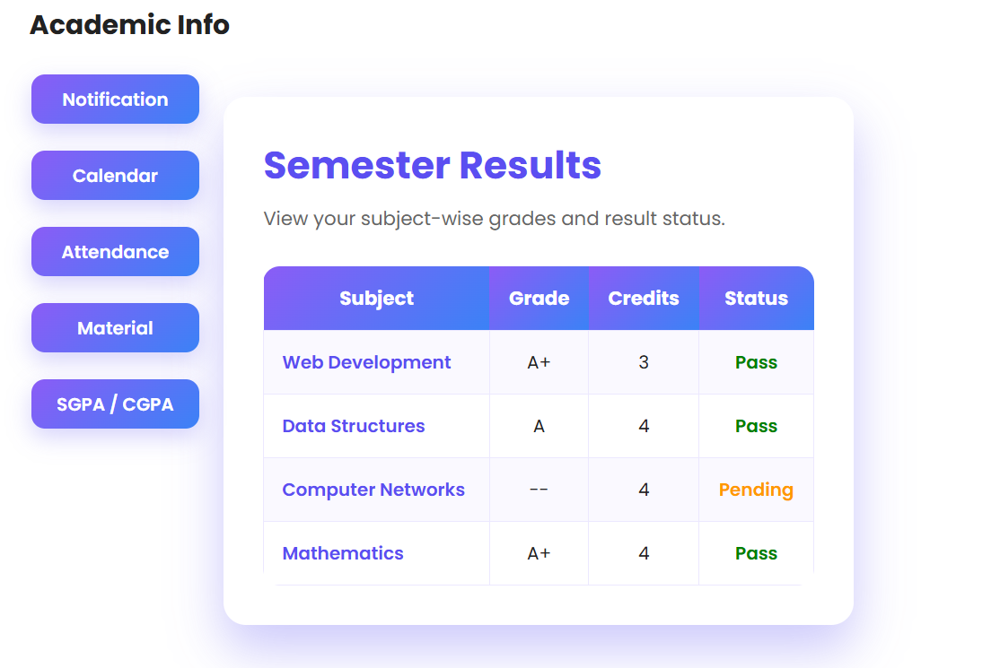 Academic Info
Notification
Calendar
Attendance
Material
SGPA / CGPA
Semester Results
View your subject-wise grades and result status.
Subject Grade Credits Status
Web Development A+ 3 Pass
Data Structures A 4 Pass
Computer Networks -- 4 Pending
Mathematics A+ 4 Pass